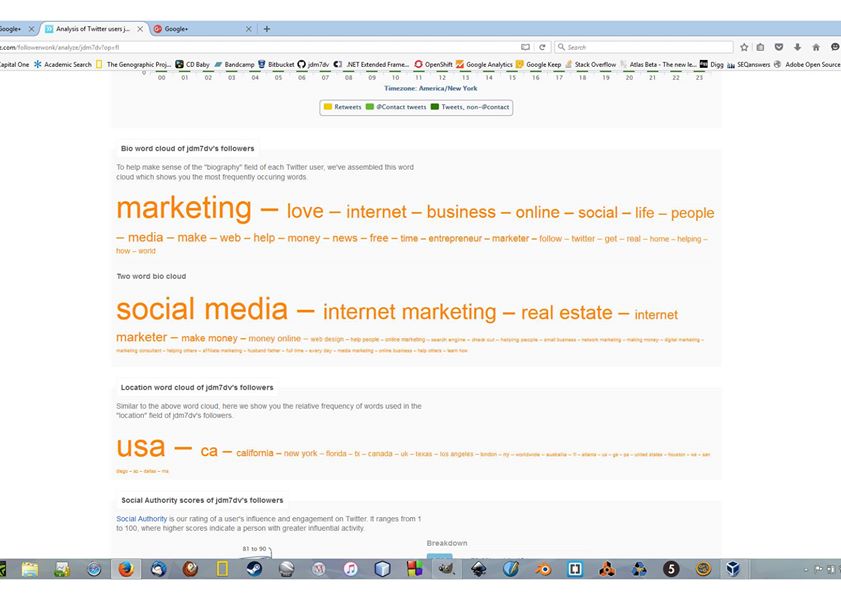 Google+
Analysis of Twitter users j...
Google+
z.com/followerwonk/analyze/jdm7dv?op=fl
Search
Capital One
Academic Search
The Genographic Proj...
CD Baby
Bandcamp
Bitbucket
jdm7dv
.NET Extended Frame...
OpenShift
Google Analytics
Google Keep
Stack Overflow
Atlas Beta - The new le...
Digg
SEQanswers
Adobe Open Source
0
00 01 02 03 04 05 06 07 08 09 10 11 12 13 14 15 16 17 18 19 20 21 22 23
Timezone: America/New York
Retweets @Contact tweets Tweets, non-@contact
Bio word cloud of jdm7dv's followers
To help make sense of the "biography" field of each Twitter user, we've assembled this word
cloud which shows you the most frequently occuring words.
marketing – love – internet – business – online – social – life – people
– media – make – web – help – money – news – free – time – entrepreneur – marketer – follow – twitter – get – real – home – helping –
how – world
Two word bio cloud
social media – internet marketing – real estate – internet
marketer – make money – money online – web design – help people – online marketing – search engine – check out – helping people – small business – network marketing – making money – digital marketing –
marketing consultant – helping others – affiliate marketing – husband father – full time – every day – media marketing – online business – help others – learn how
Location word cloud of jdm7dv's followers
Similar to the above word cloud, here we show you the relative frequency of words used in the
"location" field of jdm7dv's followers.
usa – ca – california – new york – florida – tx – canada – uk – texas – los angeles – london – ny – worldwide – australia – fl – atlanta – us – ga – united states – houston – san
diego – dallas – ma
Social Authority scores of jdm7dv's followers
Social Authority is our rating of a user's influence and engagement on Twitter. It ranges from 1
to 100, where higher scores indicate a person with greater influential activity.
Breakdown
81 to 90
5